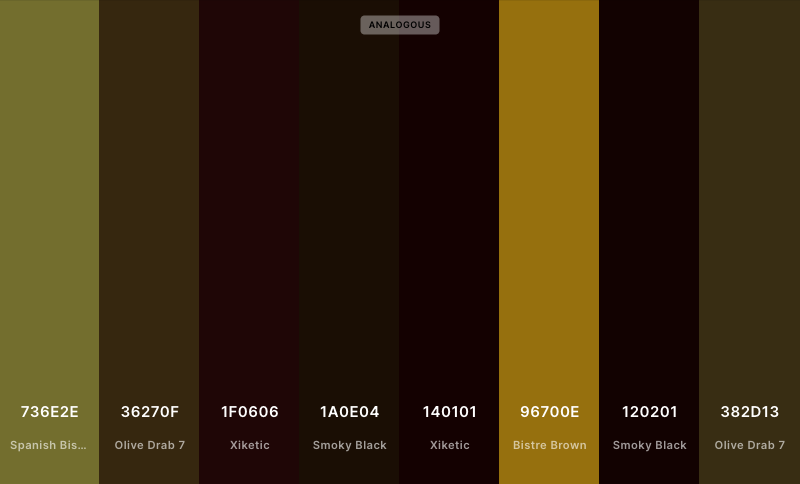 ANALOGOUS
736E2E 36270F 1F0606 1A0E04 140101 96700E 120201 382D13
Spanish Bis... Olive Drab 7 Xiketic Smoky Black Xiketic Bistre Brown Smoky Black Olive Drab 7